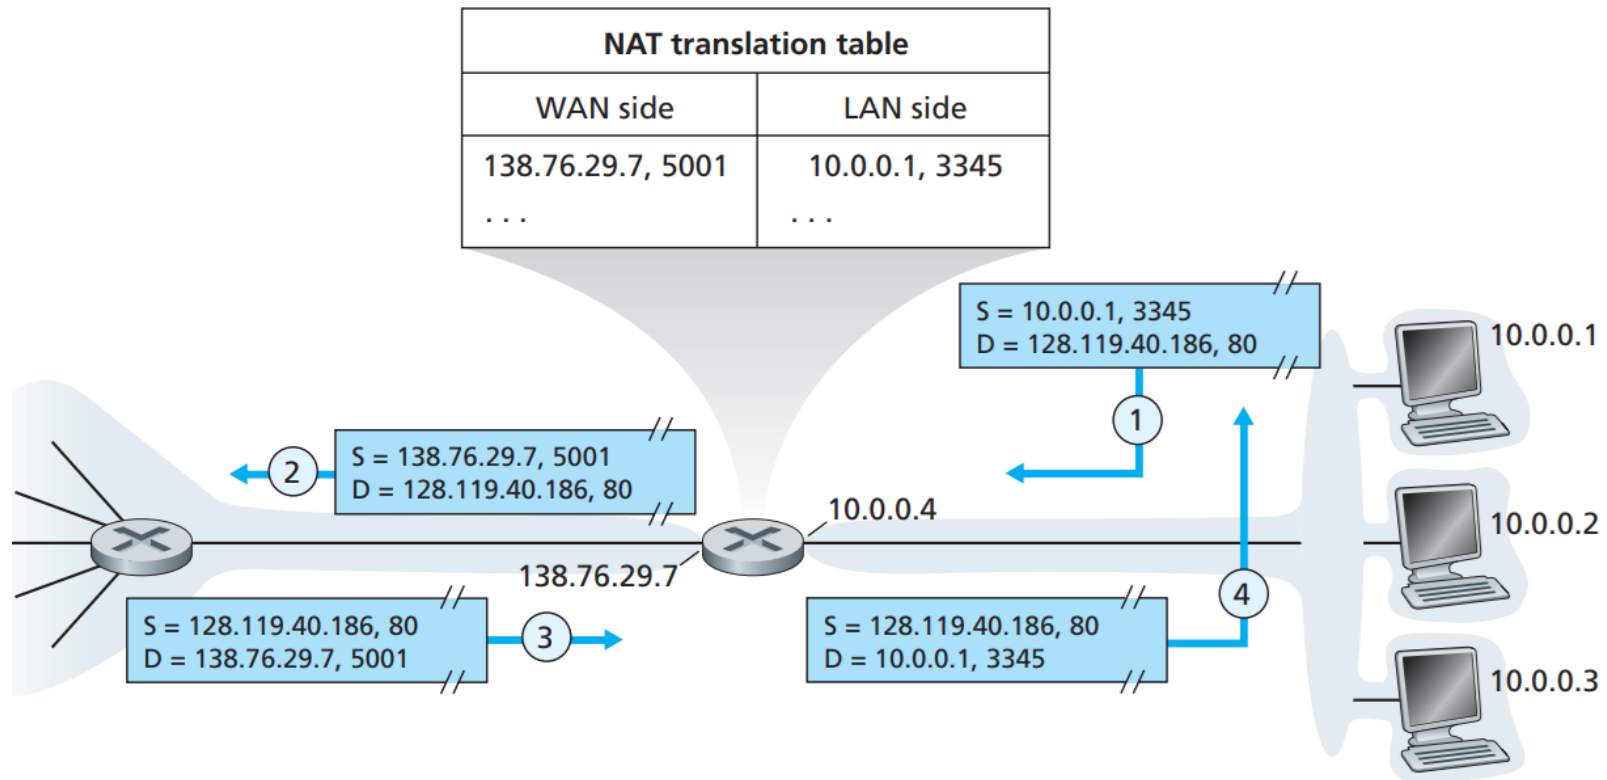 NAT translation table
WAN side
LAN side
138.76.29.7, 5001
10.0.0.1, 3345
. . .
. . .
S = 10.0.0.1, 3345
D = 128.119.40.186, 80
10.0.0.1
1
S = 138.76.29.7, 5001
D = 128.119.40.186, 80
2
10.0.0.4
10.0.0.2
138.76.29.7
S = 128.119.40.186, 80
D = 138.76.29.7, 5001
3
S = 128.119.40.186, 80
D = 10.0.0.1, 3345
4
10.0.0.3